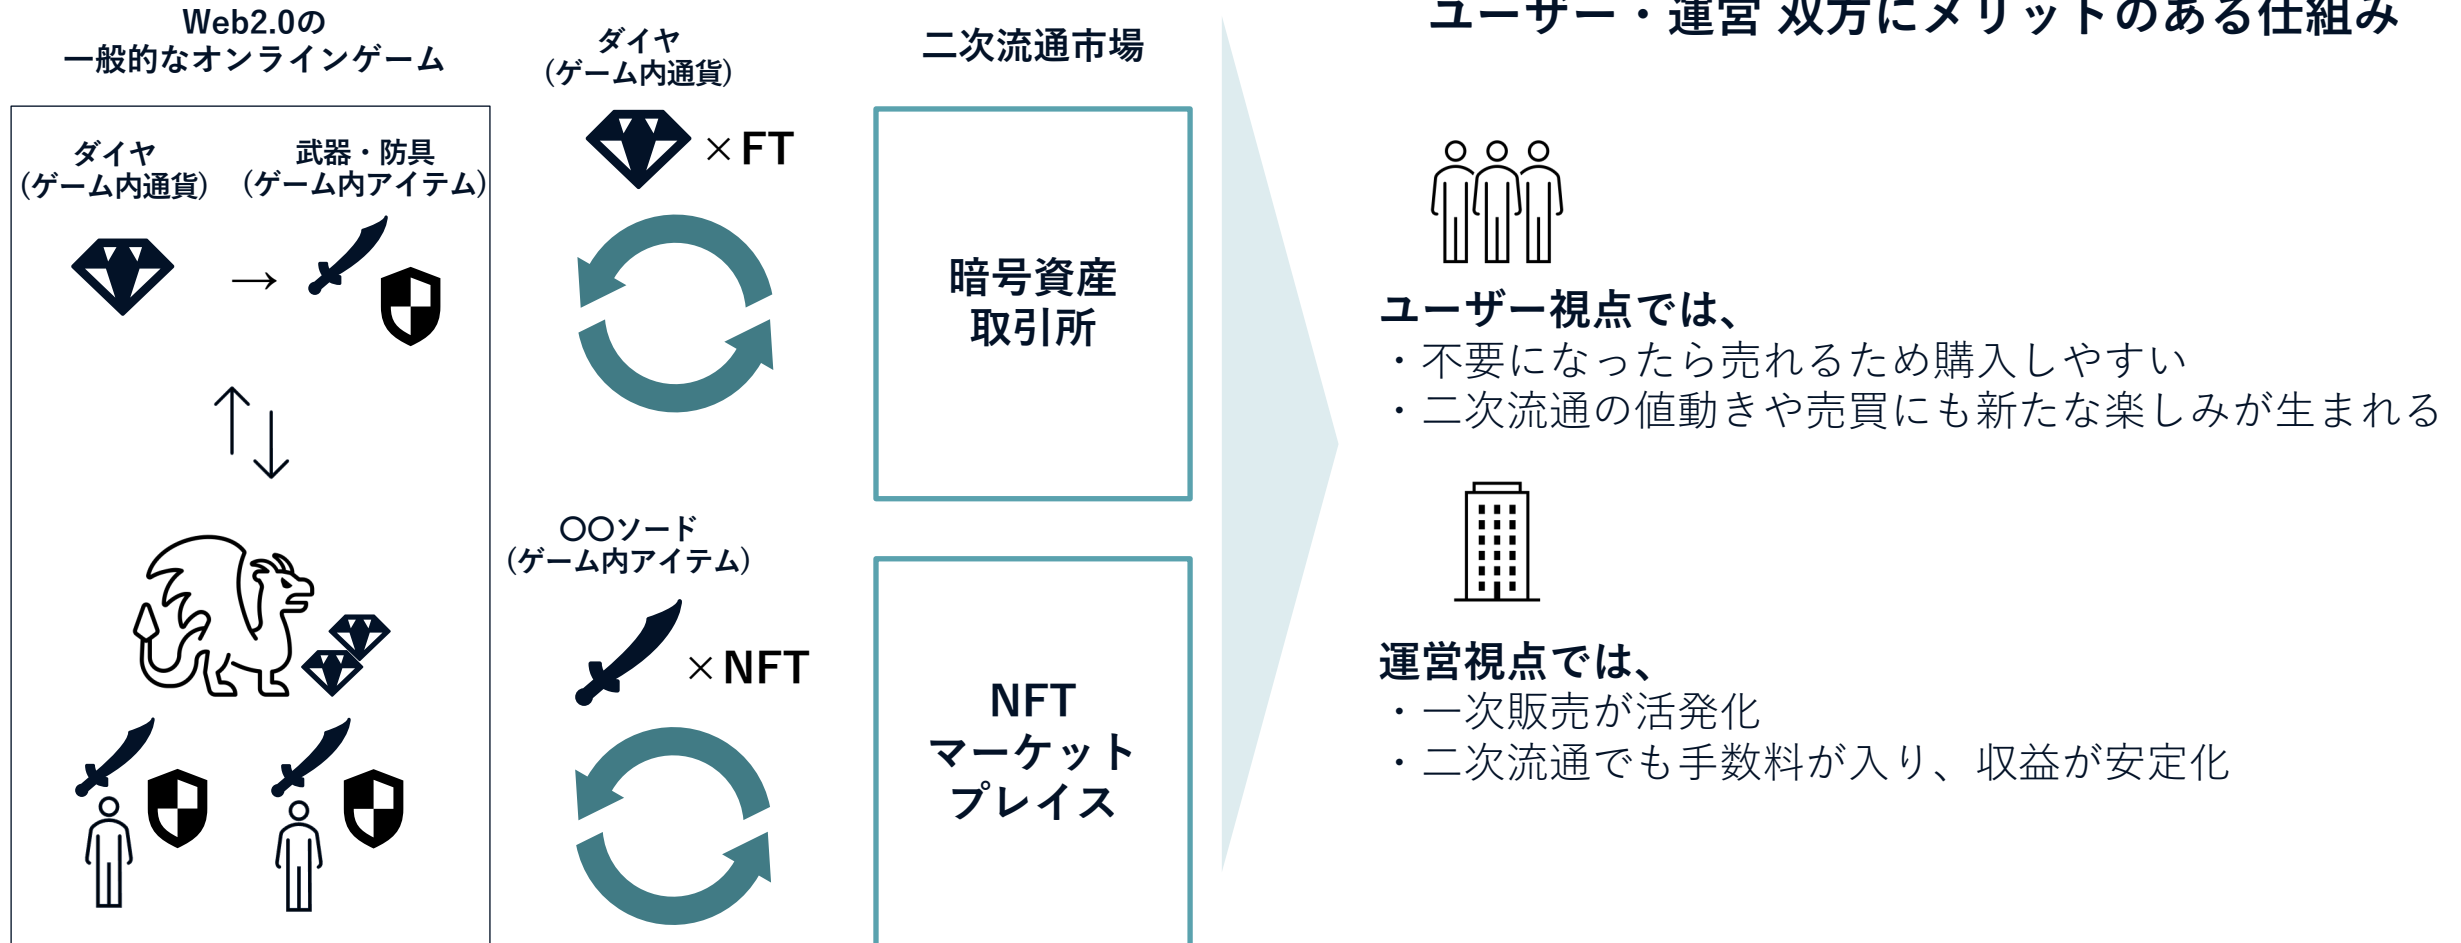 Web2.0の
一般的なオンラインゲーム
ダイヤ
(ゲーム内通貨)
武器・防具
(ゲーム内アイテム)
→
ダイヤ
(ゲーム内通貨)
×FT
〇〇ソード
(ゲーム内アイテム)
×NFT
二次流通市場
暗号資産
取引所
NFT
マーケット
プレイス
ユーザー・運営 双方にメリットのある仕組み
ユーザー視点では、
・不要になったら売れるため購入しやすい
・二次流通の値動きや売買にも新たな楽しみが生まれる
運営視点では、
・一次販売が活発化
・二次流通でも手数料が入り、収益が安定化